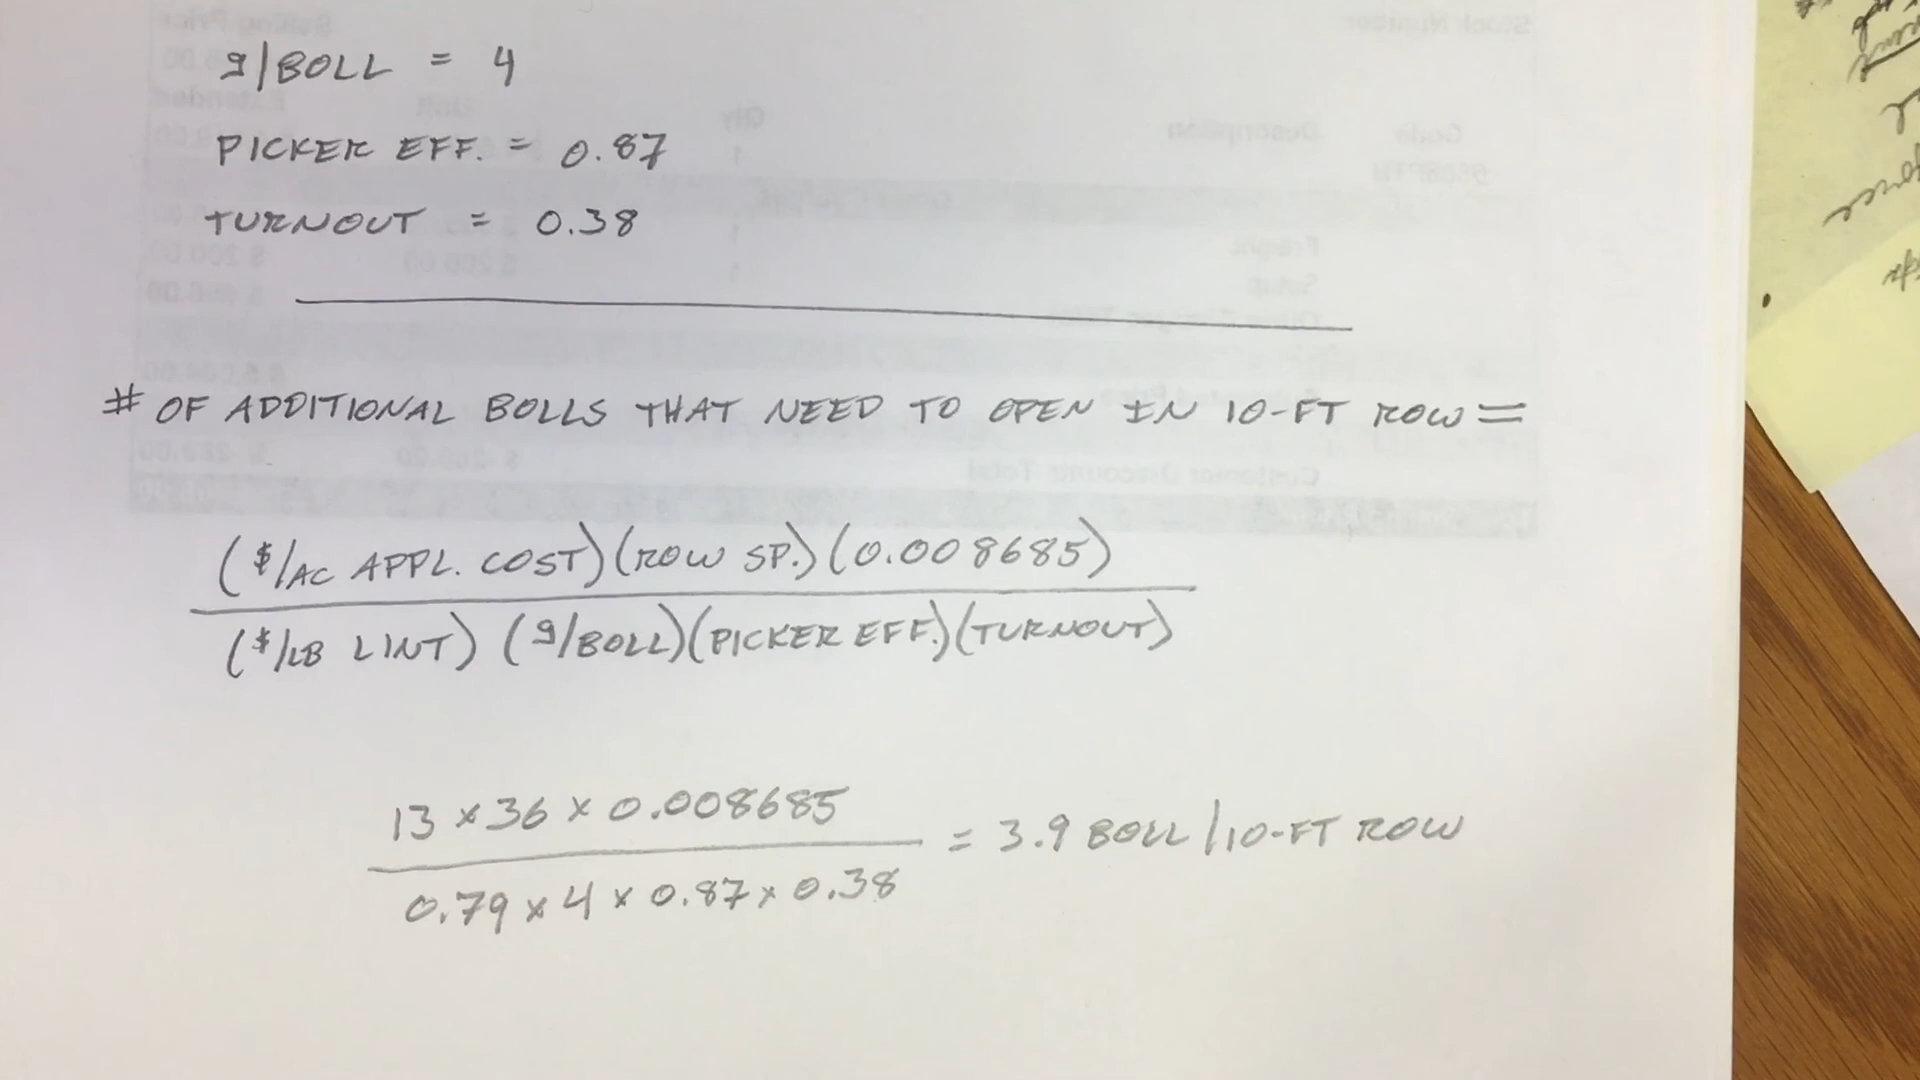 g/BOLL = 4
PICKER EFF. = 0.87
TURNOUT = 0.38
# OF ADDITIONAL BOLLS THAT NEED TO OPEN IN 10-FT ROW =
($/AC APPL. COST)(ROW SP.)(0.008685)
($/LB LINT) (g/BOLL)(PICKER EFF.)(TURNOUT)
13 × 36 × 0.008685
= 3.9 BOLL/10-FT ROW
0.79 × 4 × 0.87 × 0.38